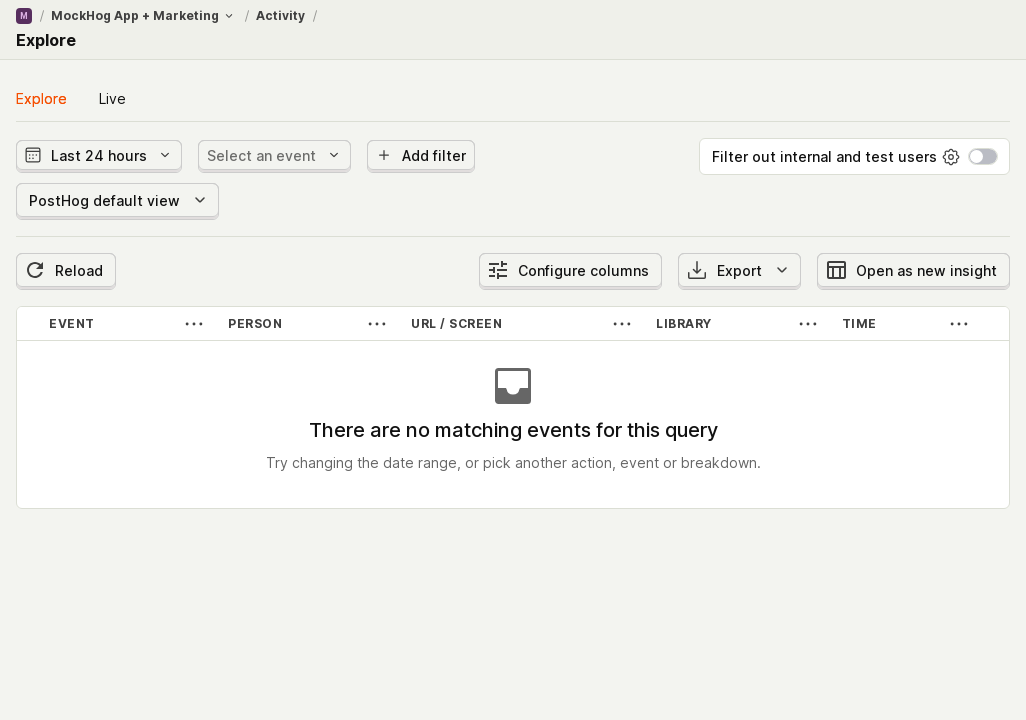 M / MockHog App + Marketing / Activity /
Explore
Explore Live
Last 24 hours Select an event Add filter Filter out internal and test users
PostHog default view
Reload Configure columns Export Open as new insight
EVENT PERSON URL / SCREEN LIBRARY TIME
There are no matching events for this query
Try changing the date range, or pick another action, event or breakdown.